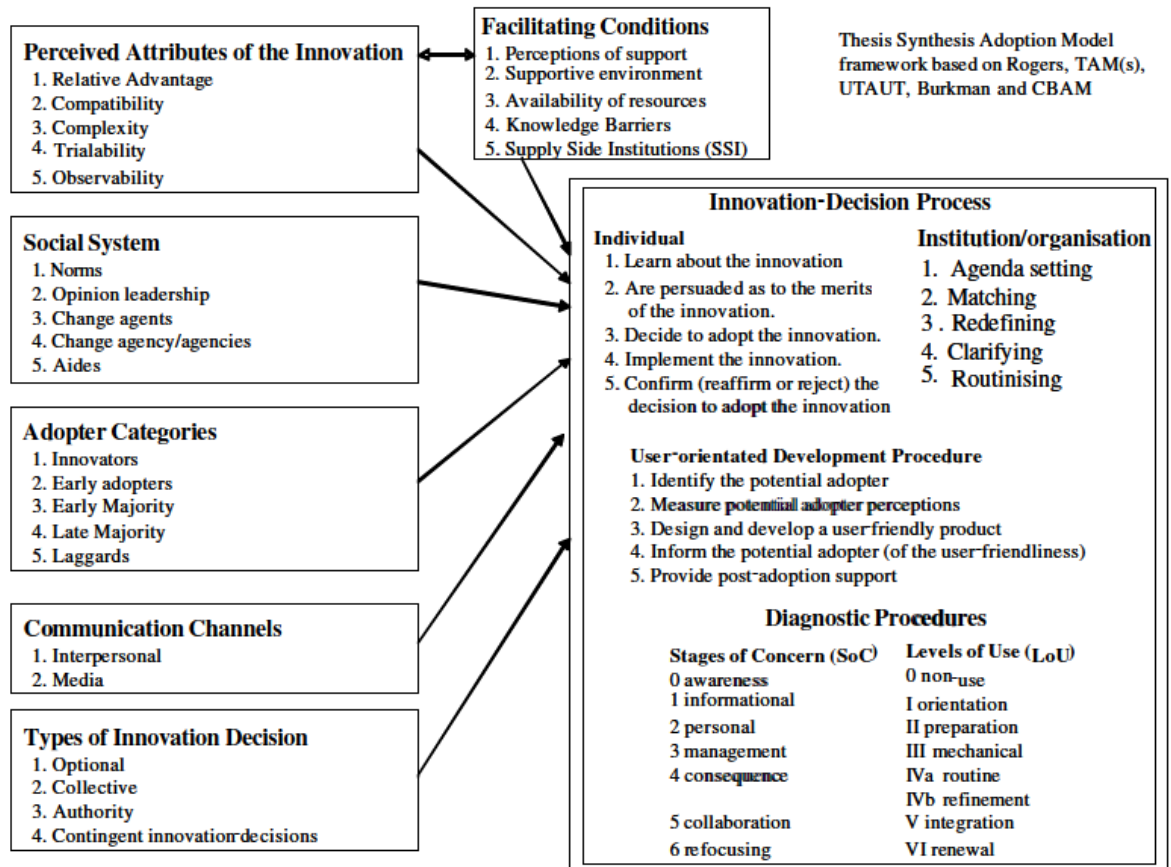 Perceived Attributes of the Innovation
1. Relative Advantage
2. Compatibility
3. Complexity
4. Trialability
5. Observability
Facilitating Conditions
1. Perceptions of support
2. Supportive environment
3. Availability of resources
4. Knowledge Barriers
5. Supply Side Institutions (SSI)
Thesis Synthesis Adoption Model
framework based on Rogers, TAM(s),
UTAUT, Burkman and CBAM
Social System
1. Norms
2. Opinion leadership
3. Change agents
4. Change agency/agencies
5. Aides
Adopter Categories
1. Innovators
2. Early adopters
3. Early Majority
4. Late Majority
5. Laggards
Communication Channels
1. Interpersonal
2. Media
Types of Innovation Decision
1. Optional
2. Collective
3. Authority
4. Contingent innovation-decisions
Innovation-Decision Process
Individual
1. Learn about the innovation
2. Are persuaded as to the merits
of the innovation.
3. Decide to adopt the innovation.
4. Implement the innovation.
5. Confirm (reaffirm or reject) the
decision to adopt the innovation
Institution/organisation
1. Agenda setting
2. Matching
3 . Redefining
4. Clarifying
5. Routinising
User-orientated Development Procedure
1. Identify the potential adopter
2. Measure potential adopter perceptions
3. Design and develop a user-friendly product
4. Inform the potential adopter (of the user-friendliness)
5. Provide post-adoption support
Diagnostic Procedures
Stages of Concern (SoC)
0 awareness
1 informational
2 personal
3 management
4 consequence
5 collaboration
6 refocusing
Levels of Use (LoU)
0 non-use
I orientation
II preparation
III mechanical
IVa routine
IVb refinement
V integration
VI renewal